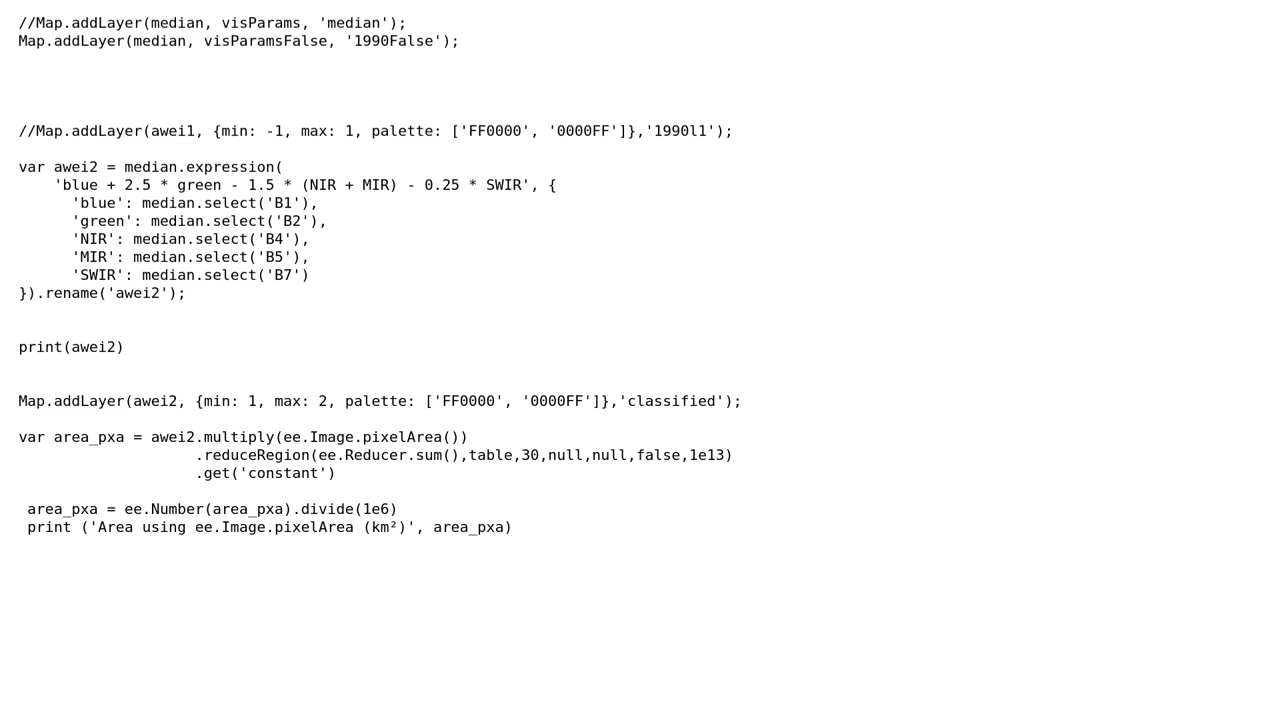 //Map.addLayer(median, visParams, 'median');
Map.addLayer(median, visParamsFalse, '1990False');
//Map.addLayer(awei1, {min: -1, max: 1, palette: ['FF0000', '0000FF']},'1990l1');
var awei2 = median.expression(
    'blue + 2.5 * green - 1.5 * (NIR + MIR) - 0.25 * SWIR', {
      'blue': median.select('B1'),
      'green': median.select('B2'),
      'NIR': median.select('B4'),
      'MIR': median.select('B5'),
      'SWIR': median.select('B7')
}).rename('awei2');
print(awei2)
Map.addLayer(awei2, {min: 1, max: 2, palette: ['FF0000', '0000FF']},'classified');
var area_pxa = awei2.multiply(ee.Image.pixelArea())
                    .reduceRegion(ee.Reducer.sum(),table,30,null,null,false,1e13)
                    .get('constant')
 area_pxa = ee.Number(area_pxa).divide(1e6)
 print ('Area using ee.Image.pixelArea (km²)', area_pxa)